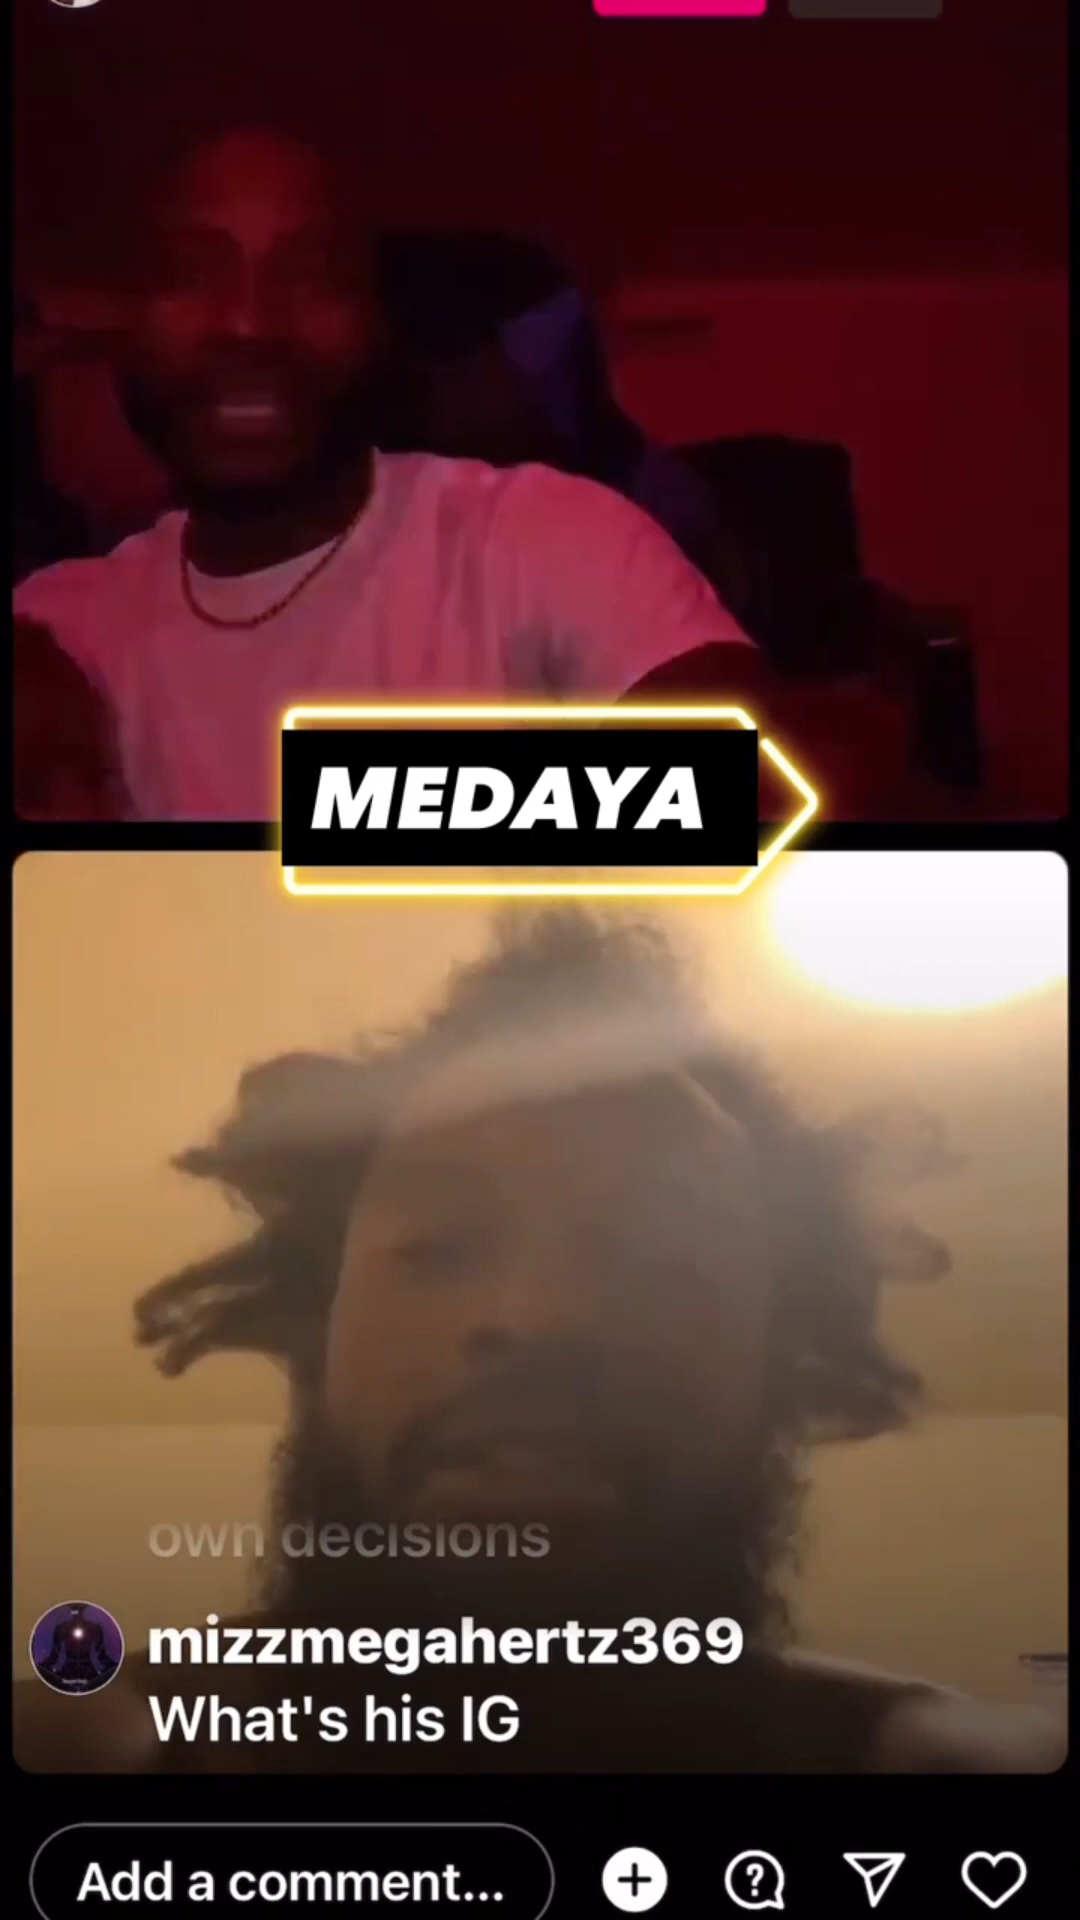 MEDAYA
own decisions
mizzmegahertz369
What's his IG
Add a comment...